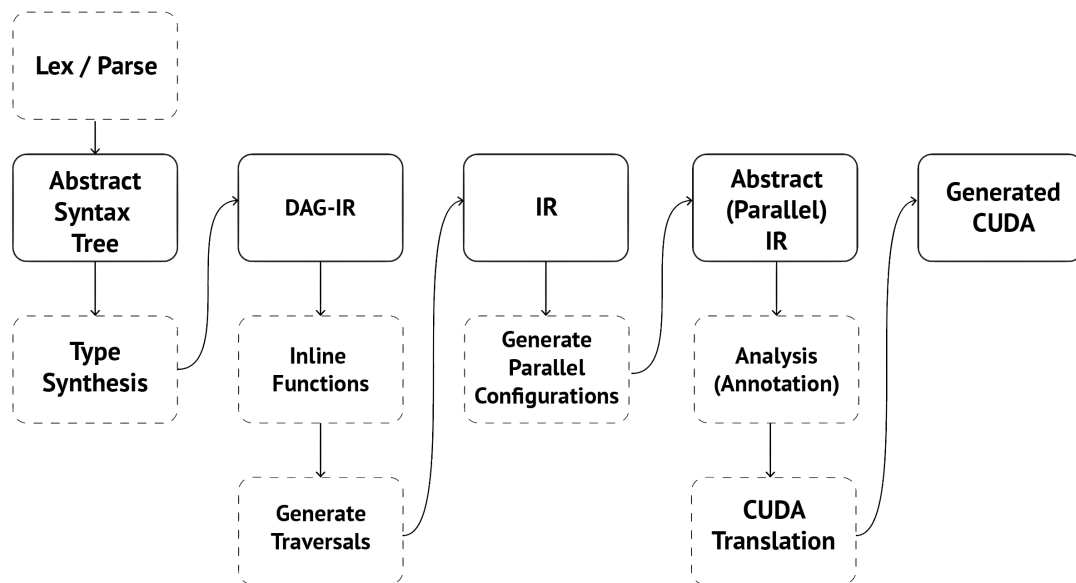 Lex / Parse
Abstract
Syntax
Tree
Type
Synthesis
DAG-IR
Inline
Functions
Generate
Traversals
IR
Generate
Parallel
Configurations
Abstract
(Parallel)
IR
Analysis
(Annotation)
CUDA
Translation
Generated
CUDA